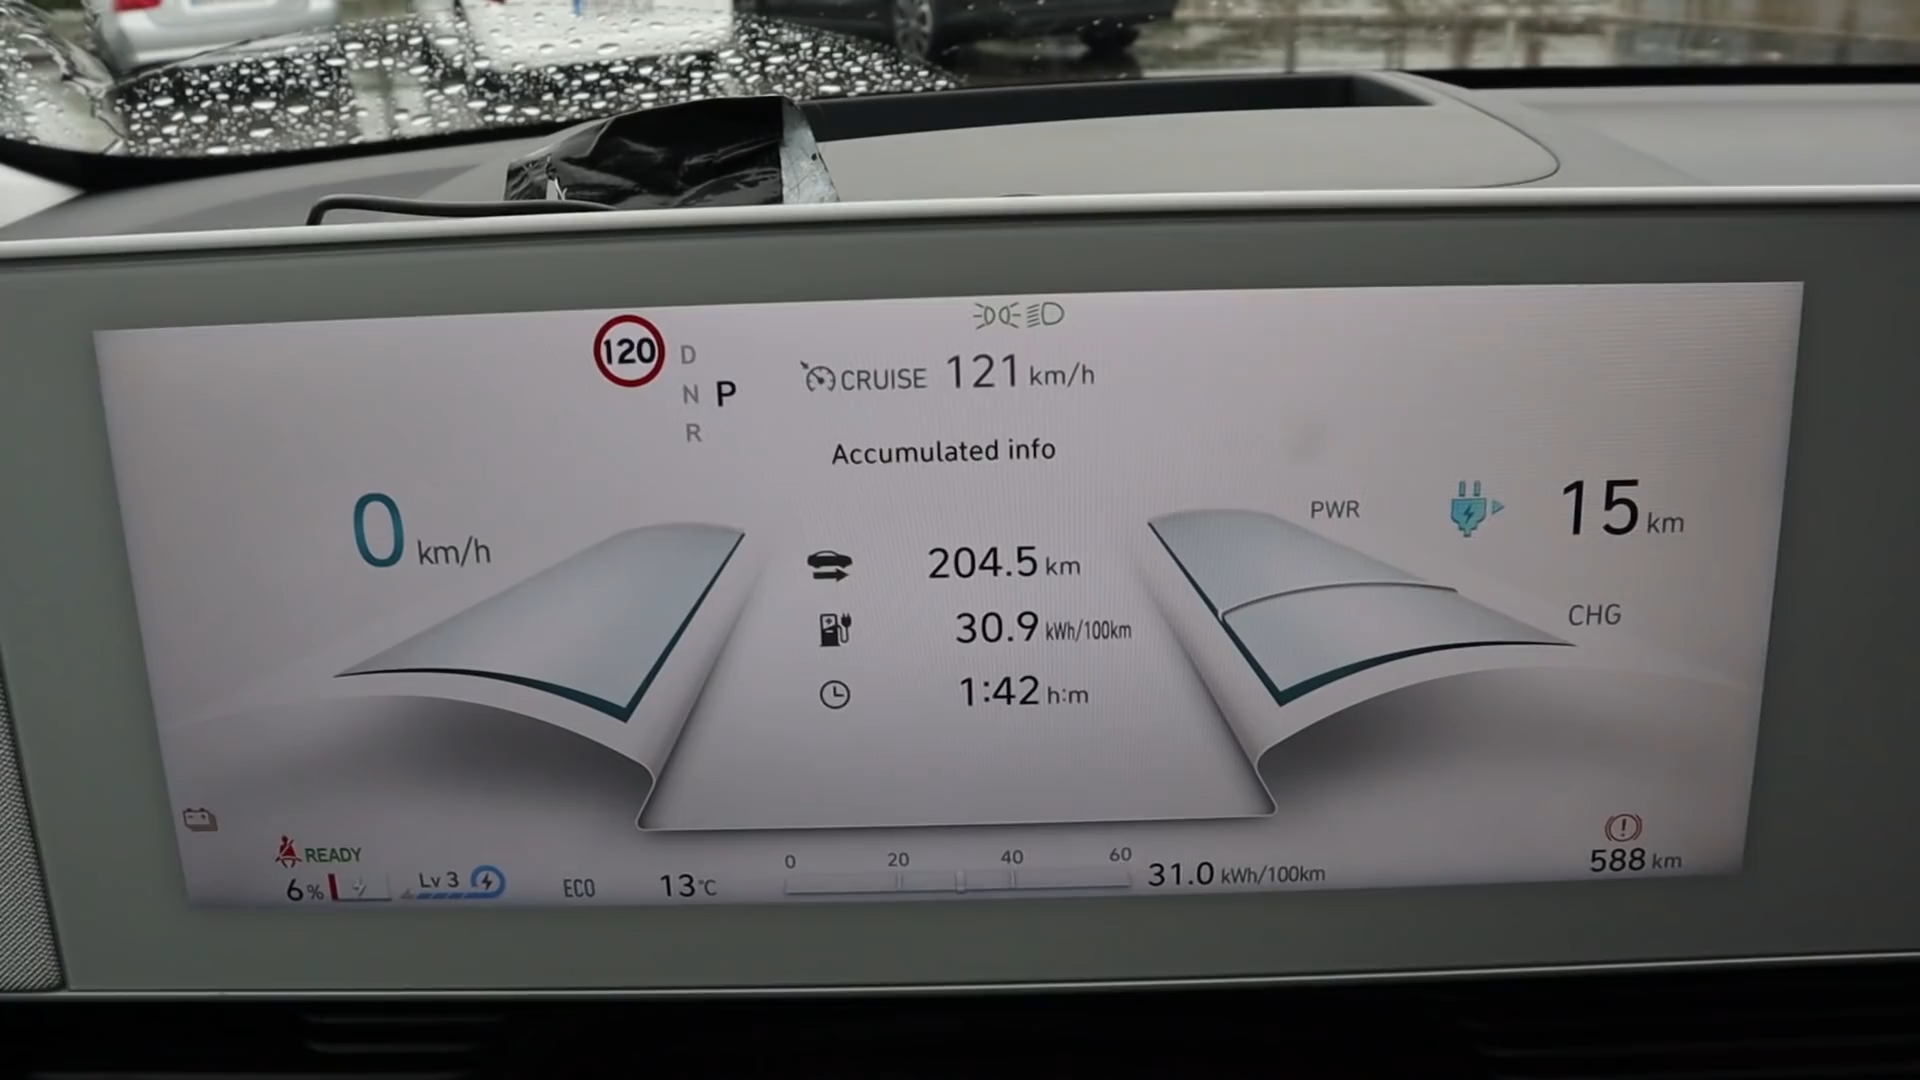 120
D
N P
R
CRUISE 121 km/h
Accumulated info
0 km/h
204.5 km
30.9 kWh/100km
1:42 h:m
PWR
15 km
CHG
READY
6%
Lv 3
ECO
13°C
0 20 40 60
31.0 kWh/100km
588 km